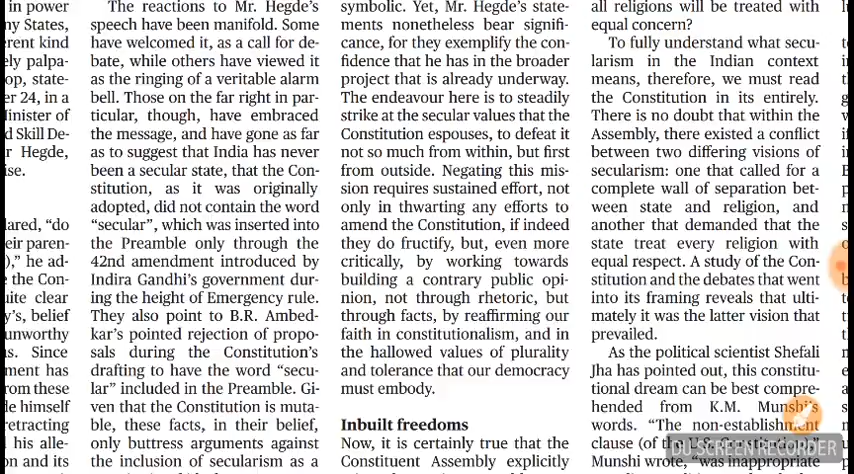 in power
ny States,
erent kind
ely palpa-
op, state-
er 24, in a
Minister of
d Skill De-
r Hegde,
ise.
ared, "do
eir paren-
)," he ad-
the Con-
uite clear
y's, belief
unworthy
s. Since
ment has
rom these
de himself
retracting
his alle-
on and its
The reactions to Mr. Hegde's
speech have been manifold. Some
have welcomed it, as a call for de-
bate, while others have viewed it
as the ringing of a veritable alarm
bell. Those on the far right in par-
ticular, though, have embraced
the message, and have gone as far
as to suggest that India has never
been a secular state, that the Con-
stitution, as it was originally
adopted, did not contain the word
"secular", which was inserted into
the Preamble only through the
42nd amendment introduced by
Indira Gandhi's government dur-
ing the height of Emergency rule.
They also point to B.R. Ambed-
kar's pointed rejection of propo-
sals during the Constitution's
drafting to have the word "secu-
lar" included in the Preamble. Gi-
ven that the Constitution is muta-
ble, these facts, in their belief,
only buttress arguments against
the inclusion of secularism as a
symbolic. Yet, Mr. Hegde's state-
ments nonetheless bear signifi-
cance, for they exemplify the con-
fidence that he has in the broader
project that is already underway.
The endeavour here is to steadily
strike at the secular values that the
Constitution espouses, to defeat it
not so much from within, but first
from outside. Negating this mis-
sion requires sustained effort, not
only in thwarting any efforts to
amend the Constitution, if indeed
they do fructify, but, even more
critically, by working towards
building a contrary public opi-
nion, not through rhetoric, but
through facts, by reaffirming our
faith in constitutionalism, and in
the hallowed values of plurality
and tolerance that our democracy
must embody.
Inbuilt freedoms
Now, it is certainly true that the
Constituent Assembly explicitly
all religions will be treated with
equal concern?
To fully understand what secu-
larism in the Indian context
means, therefore, we must read
the Constitution in its entirely.
There is no doubt that within the
Assembly, there existed a conflict
between two differing visions of
secularism: one that called for a
complete wall of separation bet-
ween state and religion, and
another that demanded that the
state treat every religion with
equal respect. A study of the Con-
stitution and the debates that went
into its framing reveals that ulti-
mately it was the latter vision that
prevailed.
As the political scientist Shefali
Jha has pointed out, this constitu-
tional dream can be best compre-
hended from K.M. Munshi's
words. "The non-establishment
clause (of the U.S. Constitution),"
Munshi wrote, "was inappropriate
SCREEN RECORDER